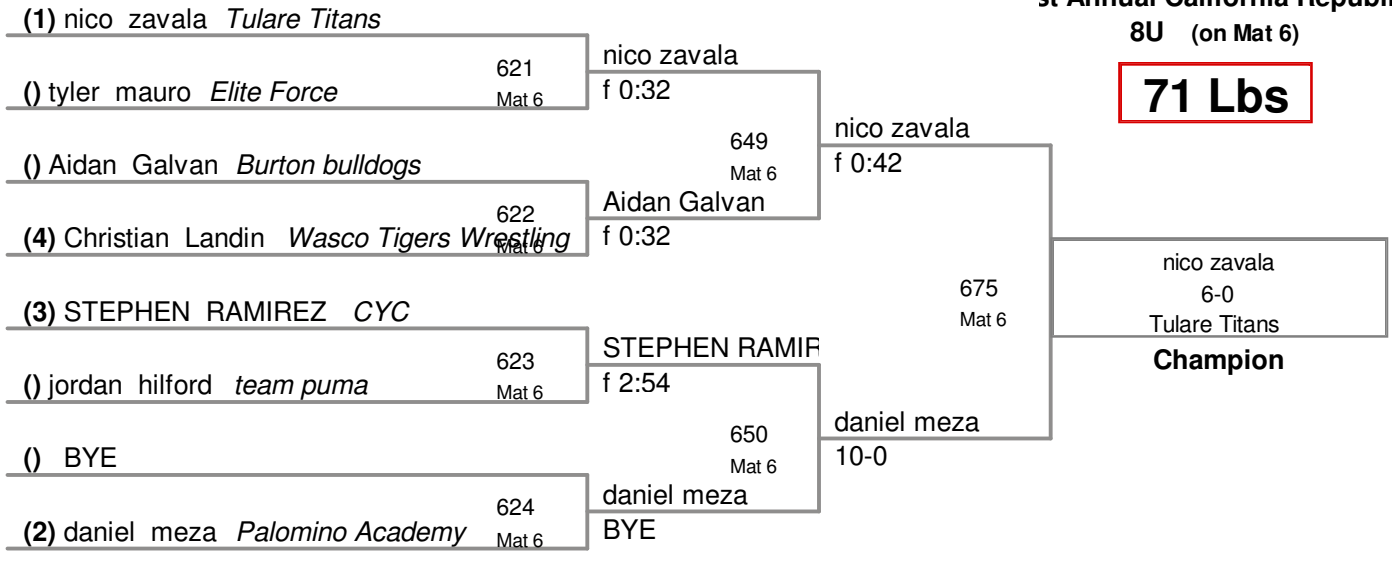 (1) nico zavala Tulare Titans
st Annual California Republi
8U (on Mat 6)
71 Lbs
621
Mat 6
nico zavala
f 0:32
() tyler mauro Elite Force
649
Mat 6
nico zavala
f 0:42
() Aidan Galvan Burton bulldogs
622
Mat 6
Aidan Galvan
f 0:32
(4) Christian Landin Wasco Tigers Wrestling
675
Mat 6
nico zavala
6-0
Tulare Titans
Champion
(3) STEPHEN RAMIREZ CYC
623
Mat 6
STEPHEN RAMIR
f 2:54
() jordan hilford team puma
650
Mat 6
daniel meza
10-0
() BYE
624
Mat 6
daniel meza
BYE
(2) daniel meza Palomino Academy